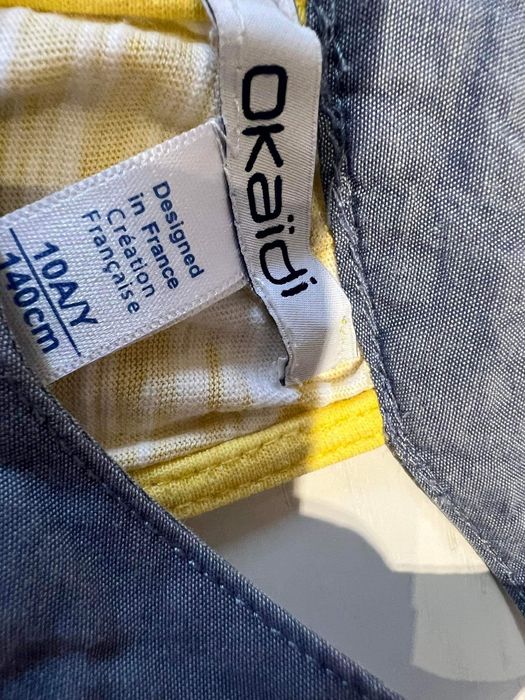 OKaïdi
Designed
in France
Création
Française
10A/Y
140cm